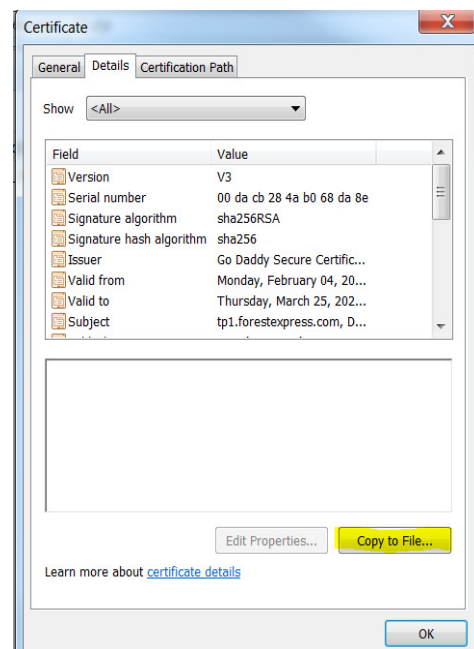 Certificate
General Details Certification Path
Show <All>
Field Value
Version V3
Serial number 00 da cb 28 4a b0 68 da 8e
Signature algorithm sha256RSA
Signature hash algorithm sha256
Issuer Go Daddy Secure Certific...
Valid from Monday, February 04, 20...
Valid to Thursday, March 25, 202...
Subject tp1.forestexpress.com, D...
Edit Properties... Copy to File...
Learn more about certificate details
OK